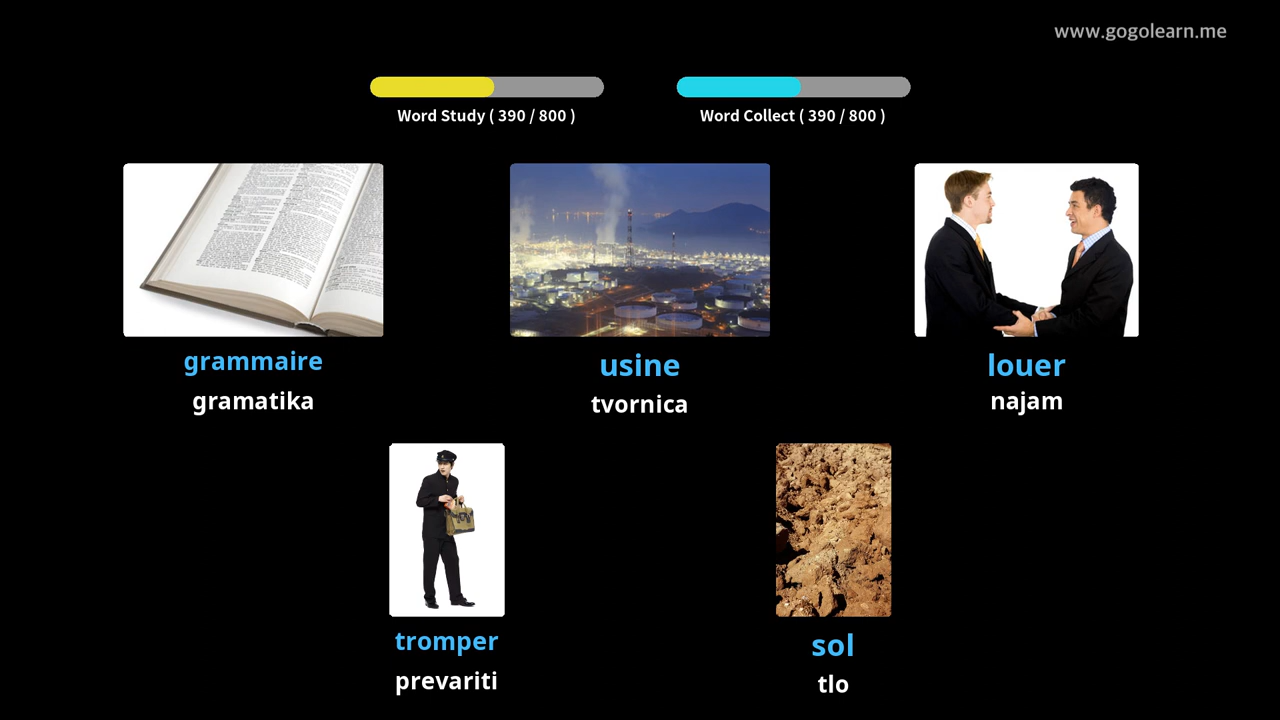 www.gogolearn.me
Word Study ( 390 / 800 )
Word Collect ( 390 / 800 )
grammaire
gramatika
usine
tvornica
louer
najam
tromper
prevariti
sol
tlo